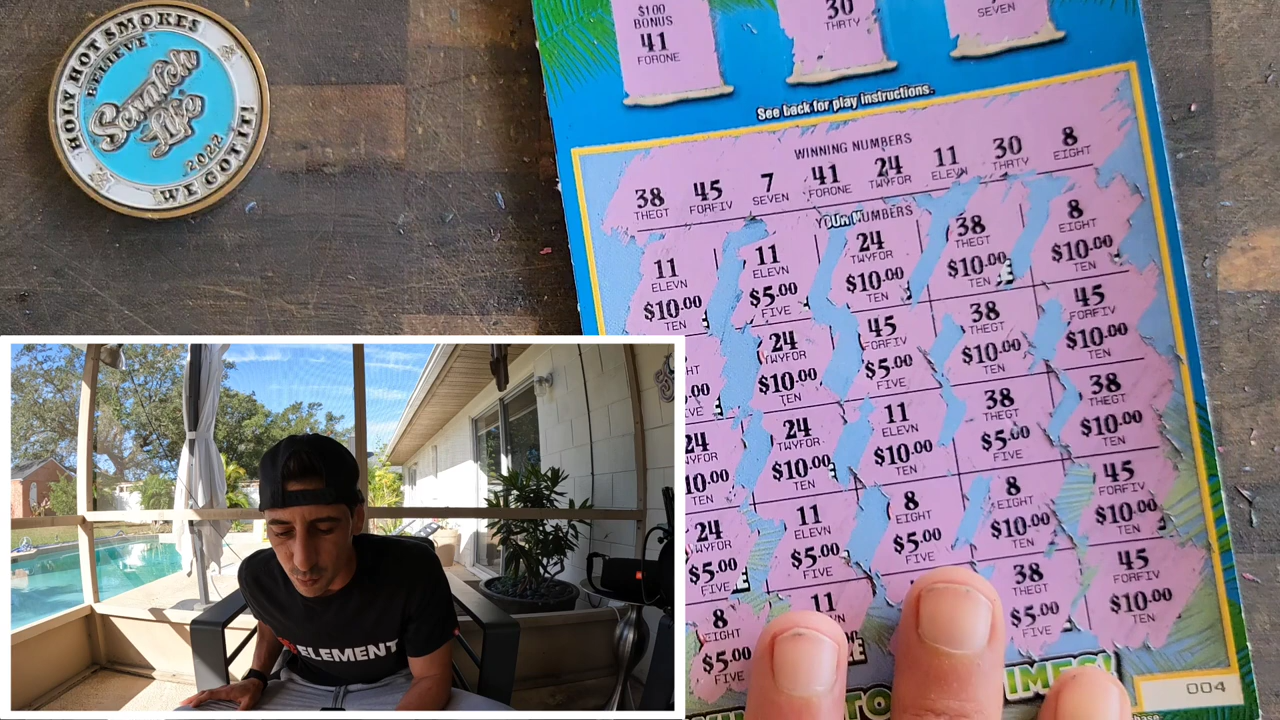 HOLY HOT SMOKES
BELIEVE
Scratch
Life
2022
WE GOT IT!
$100
BONUS
41
FORONE
30
THRTY
SEVEN
See back for play instructions.
WINNING NUMBERS
38 45 7 41 24 11 30 8
THEGT FORFIV SEVEN FORONE TWYFOR ELEVN THRTY EIGHT
YOUR NUMBERS
11 11 24 38 8
ELEVN ELEVN TWYFOR THEGT EIGHT
$10.00 $5.00 $10.00 $10.00 $10.00
TEN FIVE TEN TEN TEN
24 45 38 45
TWYFOR FORFIV THEGT FORFIV
$10.00 $5.00 $10.00 $10.00
TEN FIVE TEN TEN
24 24 11 38 38
WYFOR TWYFOR ELEVN THEGT THEGT
10.00 $10.00 $10.00 $5.00 $10.00
TEN TEN TEN FIVE TEN
24 11 8 8 45
WYFOR ELEVN EIGHT EIGHT FORFIV
$5.00 $5.00 $5.00 $10.00 $10.00
FIVE FIVE FIVE TEN TEN
8 11 38 45
EIGHT THEGT FORFIV
$5.00 $5.00 $10.00
FIVE FIVE TEN
TO TIMES!
004
ELEMENT